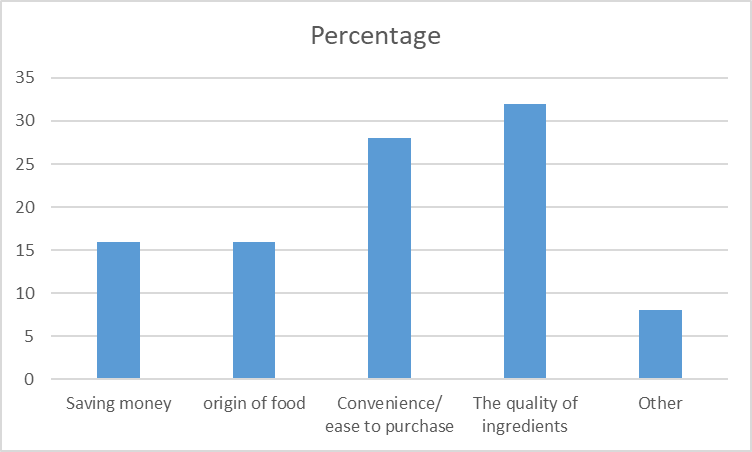 Percentage
35
30
25
20
15
10
5
0
Saving money
origin of food
Convenience/
ease to purchase
The quality of
ingredients
Other